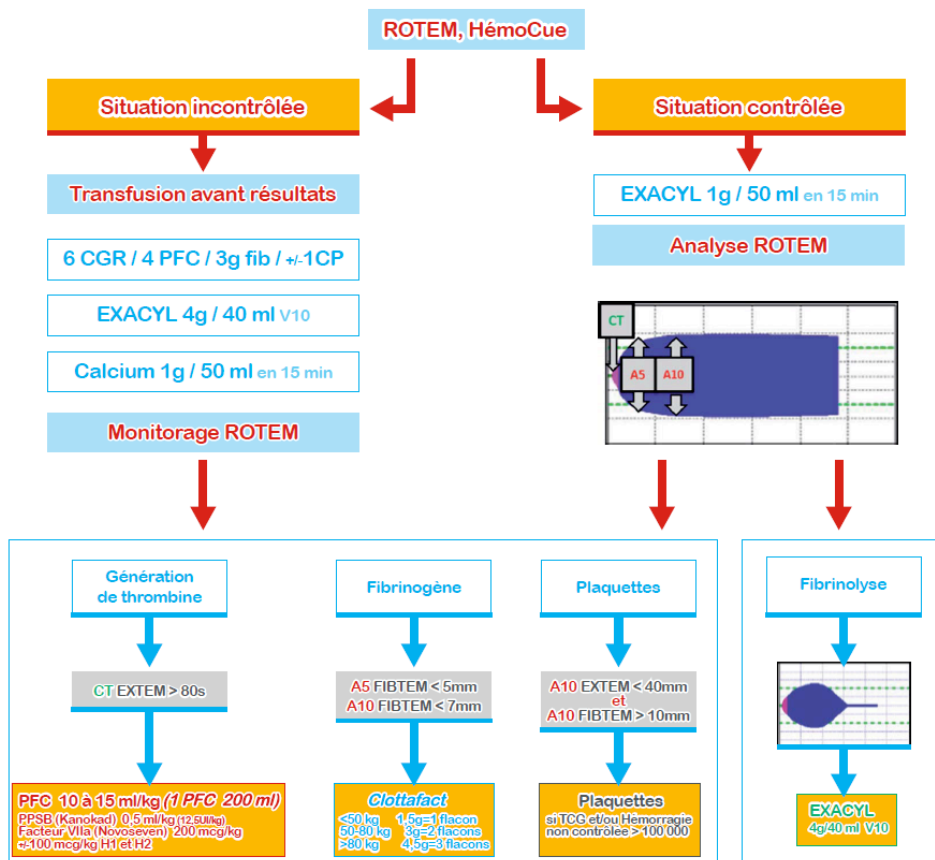 ROTEM, HémoCue
Situation incontrôlée
Transfusion avant résultats
6 CGR / 4 PFC / 3g fib / +/-1CP
EXACYL 4g / 40 ml V10
Calcium 1g / 50 ml en 15 min
Monitorage ROTEM
Situation contrôlée
EXACYL 1g / 50 ml en 15 min
Analyse ROTEM
CT
A5 A10
Génération
de thrombine
CT EXTEM > 80s
PFC 10 à 15 ml/kg (1 PFC 200 ml)
PPSB (Kanokad) 0,5 ml/kg (12,5UI/kg)
Facteur VIIa (Novoseven) 200 mcg/kg
+/-100 mcg/kg H1 et H2
Fibrinogène
A5 FIBTEM < 5mm
A10 FIBTEM < 7mm
Clottafact
<50 kg 1,5g=1 flacon
50-80 kg 3g=2 flacons
>80 kg 4,5g=3 flacons
Plaquettes
A10 EXTEM < 40mm
et
A10 FIBTEM > 10mm
Plaquettes
si TCG et/ou Hémorragie
non contrôlée > 100 000
Fibrinolyse
EXACYL
4g/40 ml V10